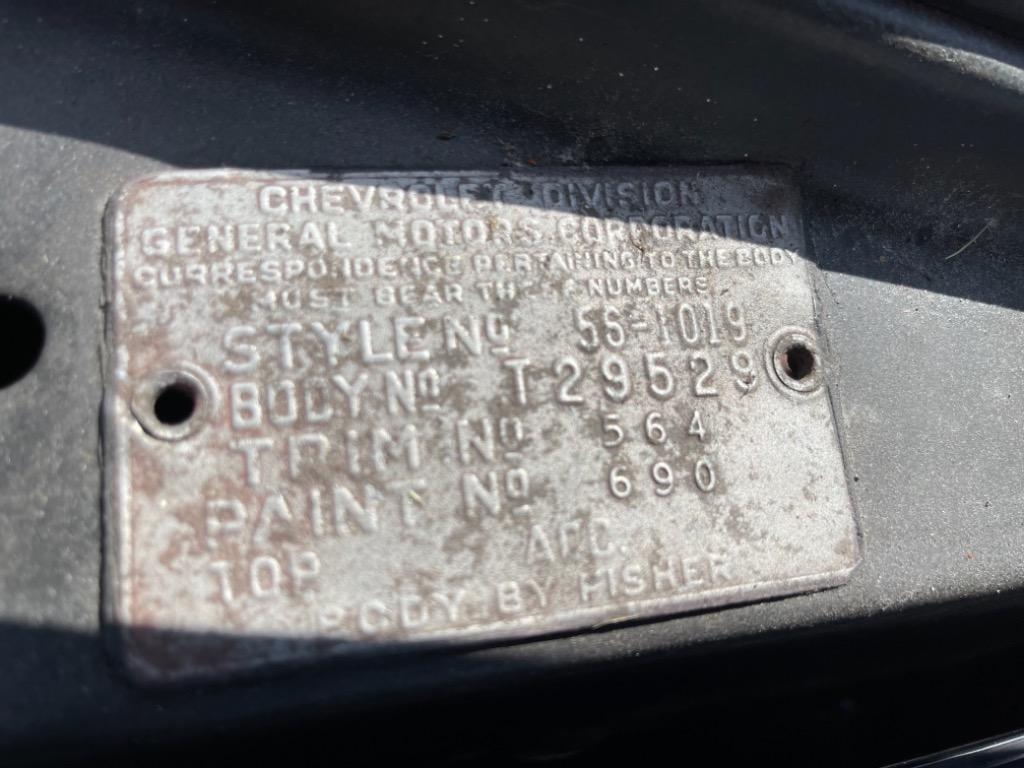 CHEVROLET DIVISION
GENERAL MOTORS CORPORATION
CORRESPONDENCE PERTAINING TO THE BODY
MUST BEAR THESE NUMBERS
STYLE NO 56-1019
BODY NO T29529
TRIM NO 564
PAINT NO 690
TOP APC.
BODY BY FISHER